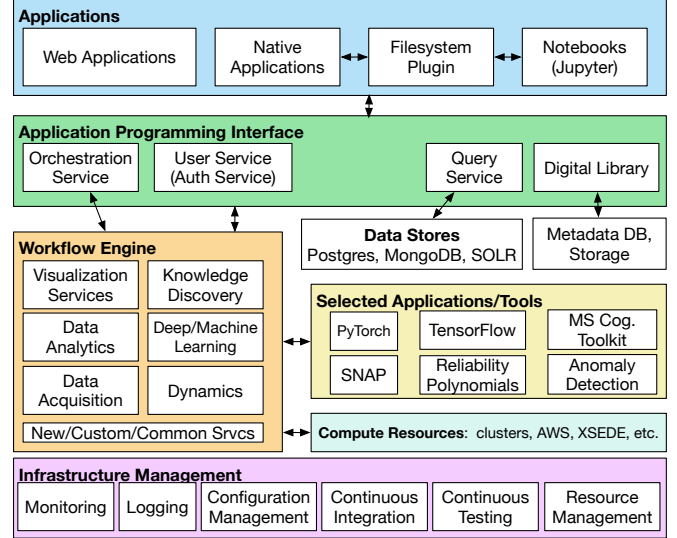 Applications
Web Applications
Native
Applications
Filesystem
Plugin
Notebooks
(Jupyter)
Application Programming Interface
Orchestration
Service
User Service
(Auth Service)
Query
Service
Digital Library
Data Stores
Postgres, MongoDB, SOLR
Metadata DB,
Storage
Workflow Engine
Visualization
Services
Knowledge
Discovery
Data
Analytics
Deep/Machine
Learning
Data
Acquisition
Dynamics
New/Custom/Common Srvcs
Selected Applications/Tools
PyTorch
TensorFlow
MS Cog.
Toolkit
SNAP
Reliability
Polynomials
Anomaly
Detection
Compute Resources: clusters, AWS, XSEDE, etc.
Infrastructure Management
Monitoring
Logging
Configuration
Management
Continuous
Integration
Continuous
Testing
Resource
Management